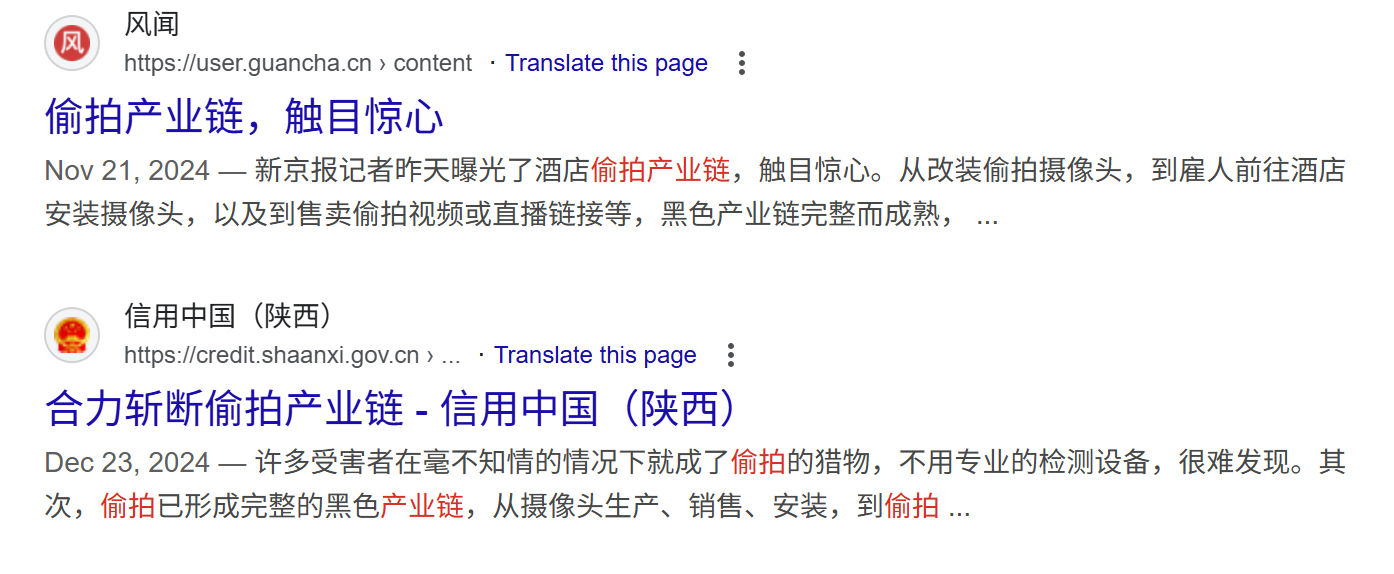 风闻
https://user.guancha.cn › content · Translate this page
偷拍产业链，触目惊心
Nov 21, 2024 — 新京报记者昨天曝光了酒店偷拍产业链，触目惊心。从改装偷拍摄像头，到雇人前往酒店
安装摄像头，以及到售卖偷拍视频或直播链接等，黑色产业链完整而成熟， ...
信用中国（陕西）
https://credit.shaanxi.gov.cn › ... · Translate this page
合力斩断偷拍产业链 - 信用中国（陕西）
Dec 23, 2024 — 许多受害者在毫不知情的情况下就成了偷拍的猎物，不用专业的检测设备，很难发现。其
次，偷拍已形成完整的黑色产业链，从摄像头生产、销售、安装，到偷拍 ...